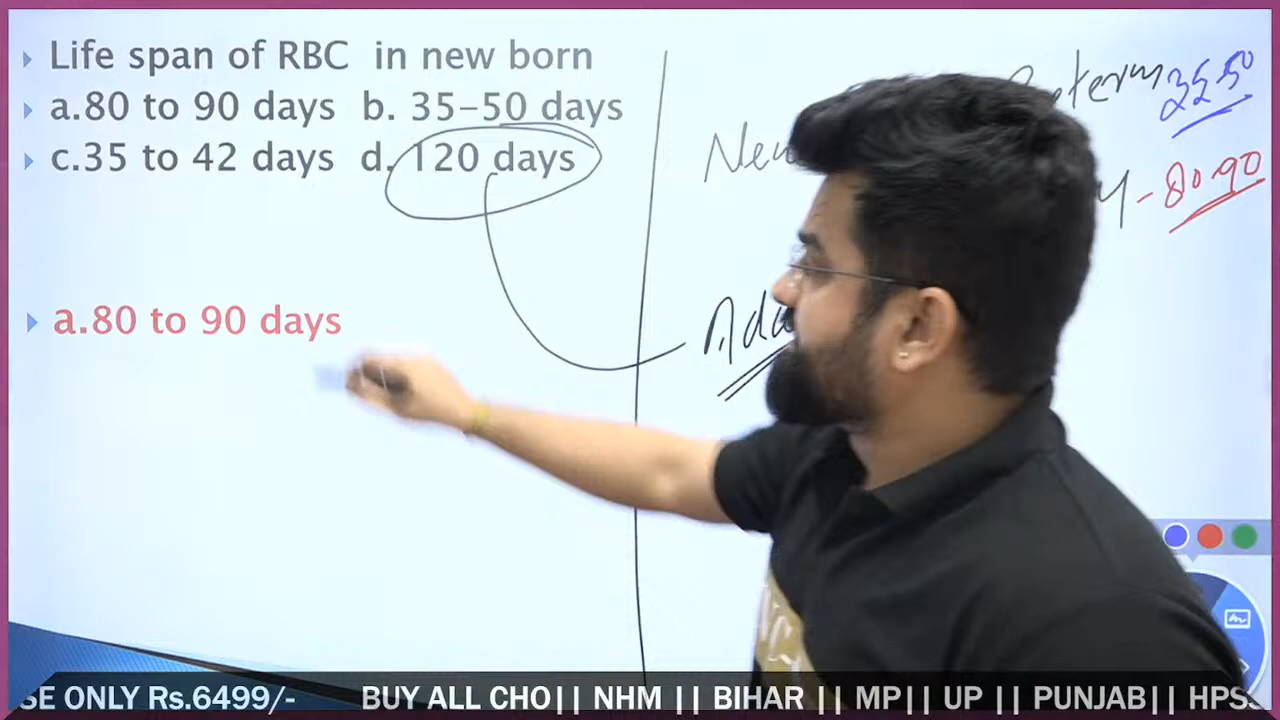 Life span of RBC in new born
a.80 to 90 days b. 35-50 days
c.35 to 42 days d. 120 days
a.80 to 90 days
35-50
New
- 80-90
SE ONLY Rs.6499/- BUY ALL CHO|| NHM || BIHAR || MP|| UP || PUNJAB|| HPSS